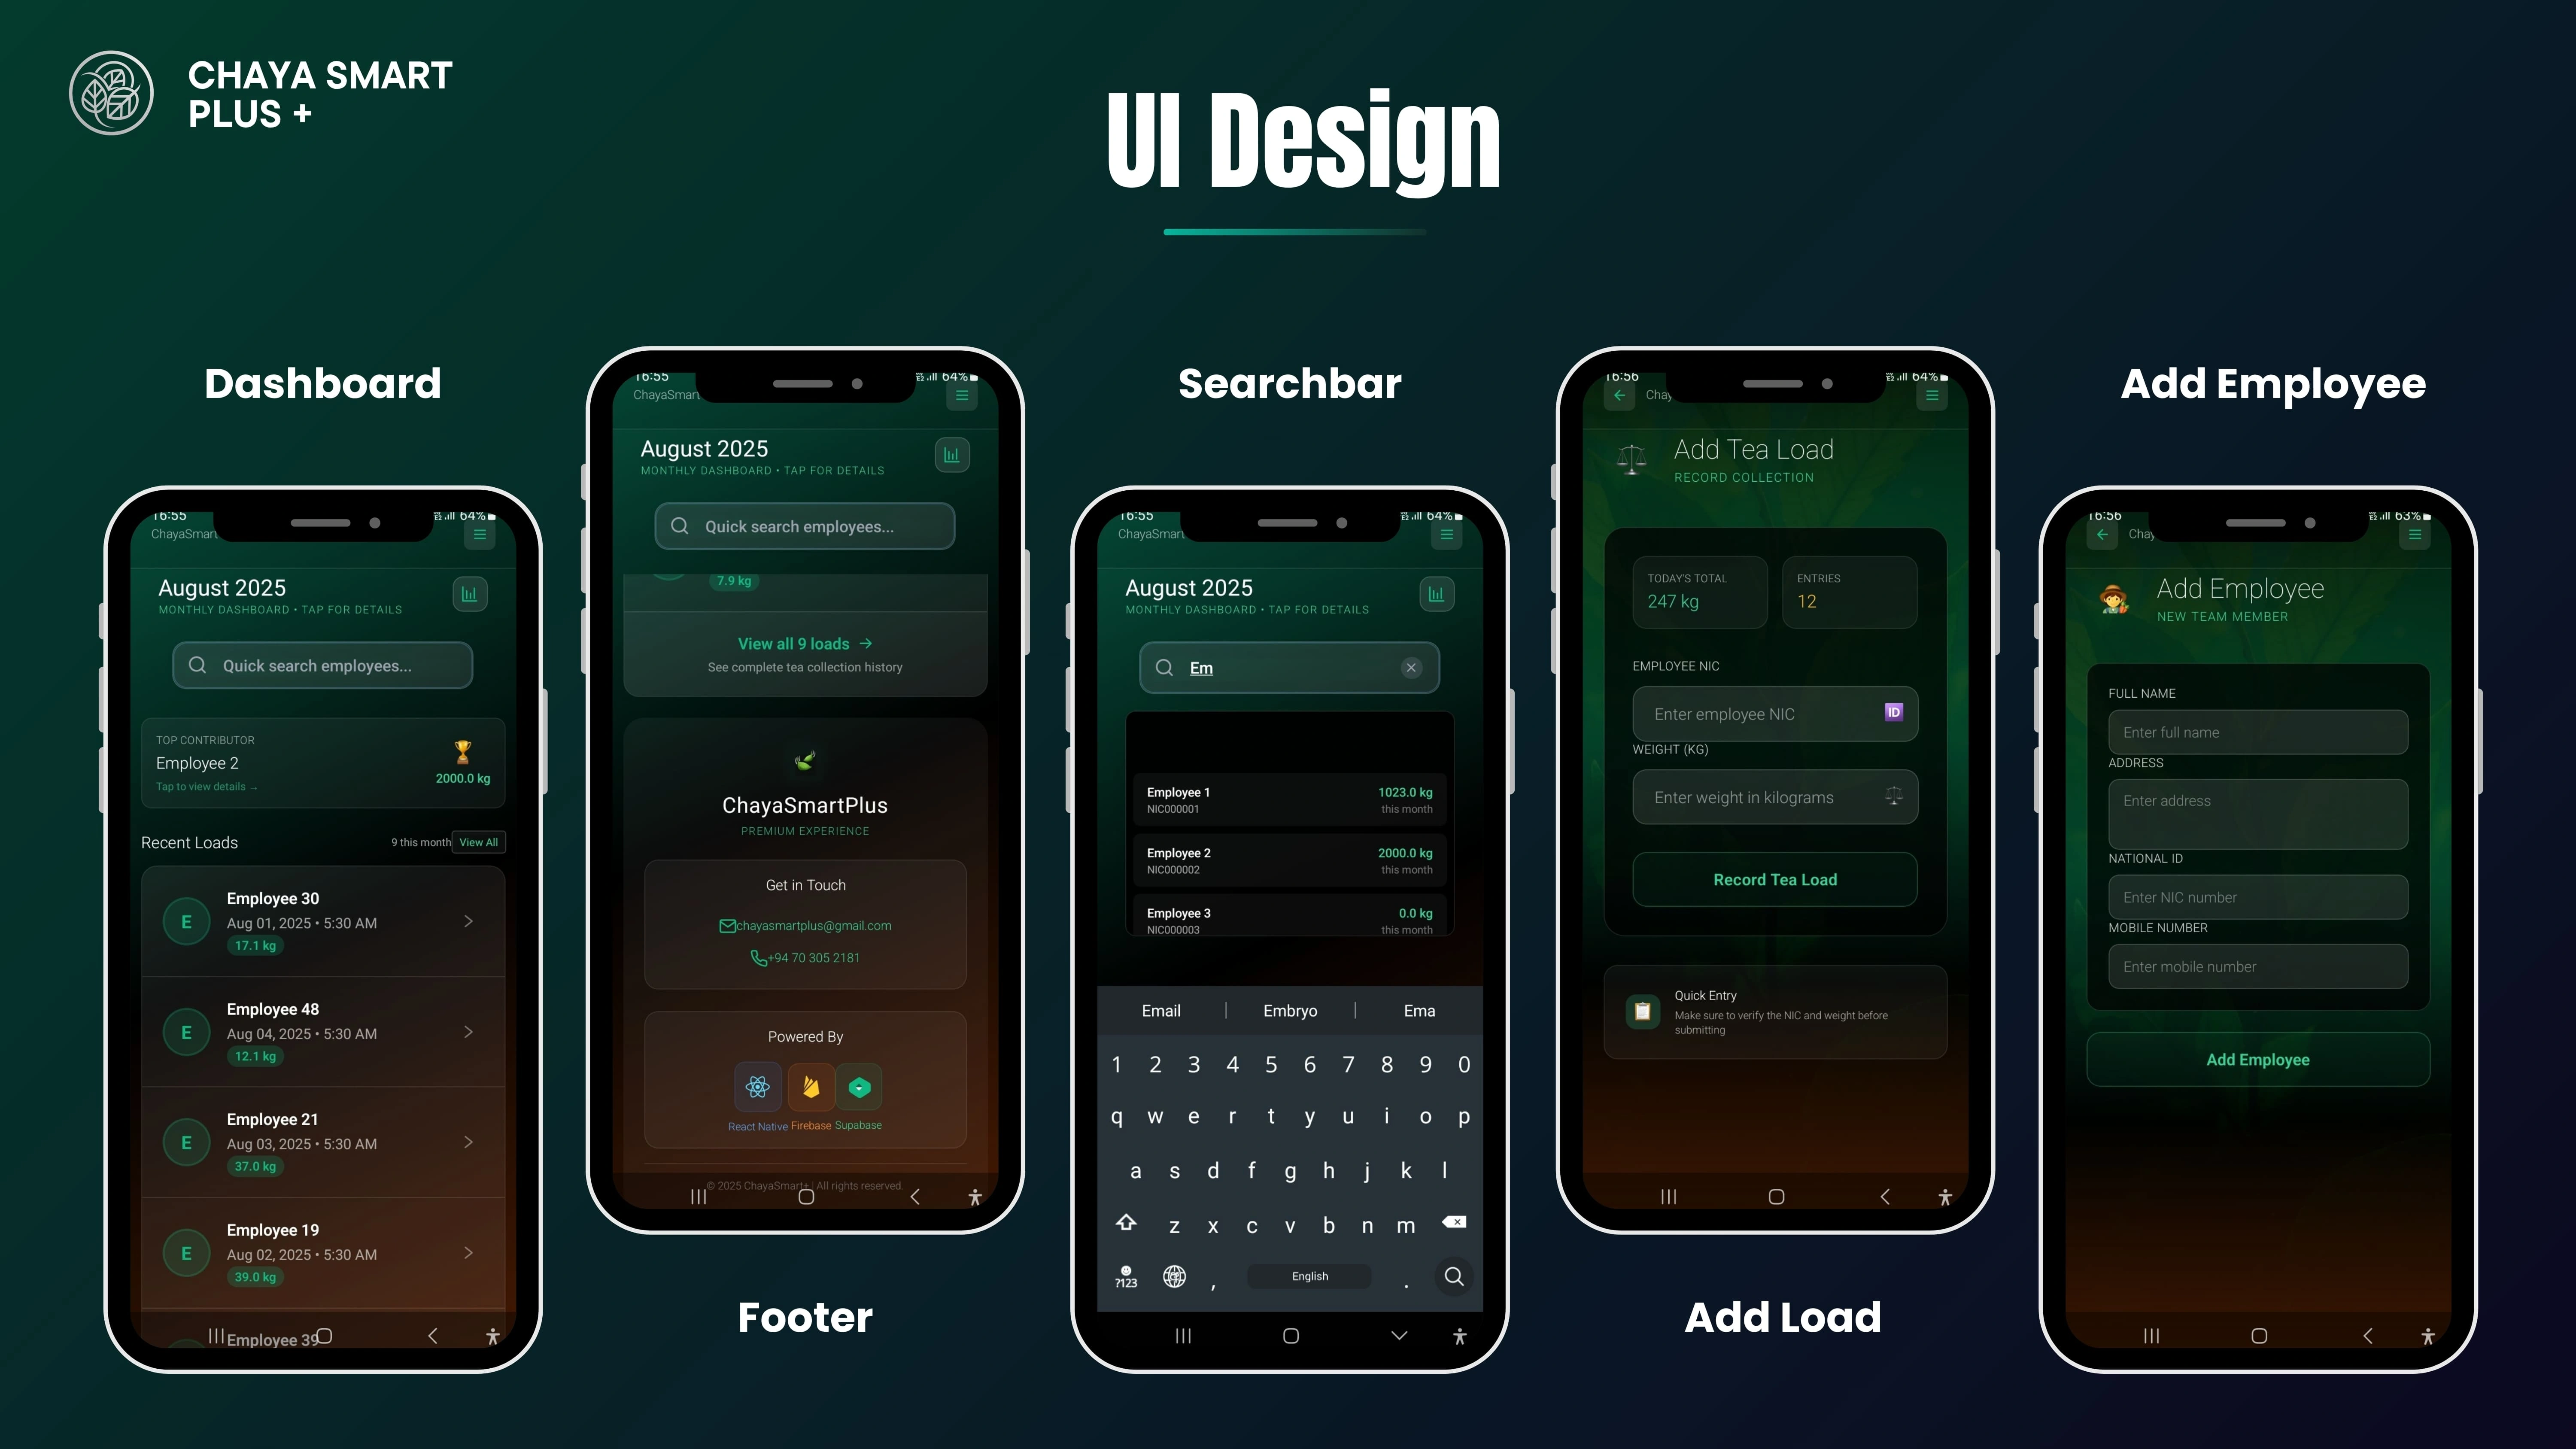 CHAYA SMART
PLUS +
UI Design
Dashboard
16:55
64%
ChayaSmart
August 2025
MONTHLY DASHBOARD • TAP FOR DETAILS
Quick search employees...
TOP CONTRIBUTOR
Employee 2
Tap to view details →
2000.0 kg
Recent Loads
9 this month
View All
E
Employee 30
Aug 01, 2025 • 5:30 AM
17.1 kg
E
Employee 48
Aug 04, 2025 • 5:30 AM
12.1 kg
E
Employee 21
Aug 03, 2025 • 5:30 AM
37.0 kg
E
Employee 19
Aug 02, 2025 • 5:30 AM
39.0 kg
Employee 39
16:55
64%
ChayaSmart
August 2025
MONTHLY DASHBOARD • TAP FOR DETAILS
Quick search employees...
7.9 kg
View all 9 loads →
See complete tea collection history
ChayaSmartPlus
PREMIUM EXPERIENCE
Get in Touch
chayasmartplus@gmail.com
+94 70 305 2181
Powered By
React Native Firebase Supabase
© 2025 ChayaSmart+ | All rights reserved.
Footer
Searchbar
16:55
64%
ChayaSmart
August 2025
MONTHLY DASHBOARD • TAP FOR DETAILS
Em
Employee 1
1023.0 kg
NIC000001
this month
Employee 2
2000.0 kg
NIC000002
this month
Employee 3
0.0 kg
NIC000003
this month
Email | Embryo | Ema
1 2 3 4 5 6 7 8 9 0
q w e r t y u i o p
a s d f g h j k l
z x c v b n m
?123 , English .
16:56
64%
Chay
Add Tea Load
RECORD COLLECTION
TODAY'S TOTAL
247 kg
ENTRIES
12
EMPLOYEE NIC
Enter employee NIC
ID
WEIGHT (KG)
Enter weight in kilograms
Record Tea Load
Quick Entry
Make sure to verify the NIC and weight before
submitting
Add Load
Add Employee
16:56
63%
Chay
Add Employee
NEW TEAM MEMBER
FULL NAME
Enter full name
ADDRESS
Enter address
NATIONAL ID
Enter NIC number
MOBILE NUMBER
Enter mobile number
Add Employee